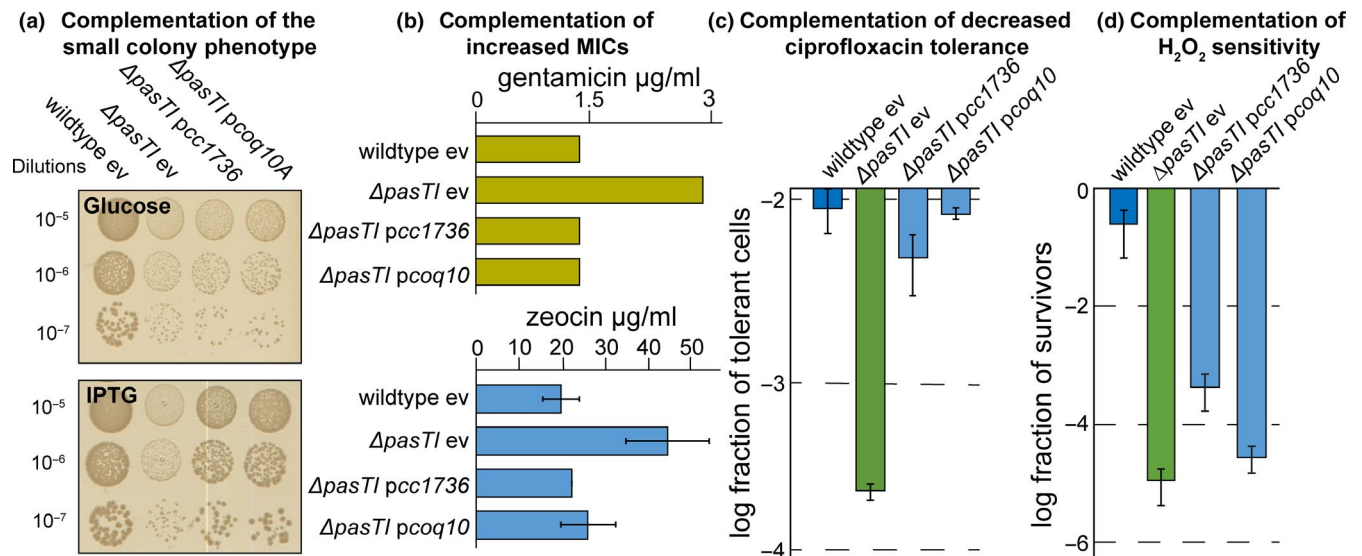 (a) Complementation of the
small colony phenotype
wildtype ev
ΔpasTI ev
ΔpasTI pcc1736
ΔpasTI pcoq10A
Dilutions
Glucose
10⁻⁵
10⁻⁶
10⁻⁷
IPTG
10⁻⁵
10⁻⁶
10⁻⁷
(b) Complementation of
increased MICs
gentamicin µg/ml
0 1.5 3
wildtype ev
ΔpasTI ev
ΔpasTI pcc1736
ΔpasTI pcoq10
zeocin µg/ml
0 10 20 30 40 50
wildtype ev
ΔpasTI ev
ΔpasTI pcc1736
ΔpasTI pcoq10
(c) Complementation of decreased
ciprofloxacin tolerance
wildtype ev
ΔpasTI ev
ΔpasTI pcc1736
ΔpasTI pcoq10
log fraction of tolerant cells
–2
–3
–4
(d) Complementation of
H₂O₂ sensitivity
wildtype ev
ΔpasTI ev
ΔpasTI pcc1736
ΔpasTI pcoq10
log fraction of survivors
0
–2
–4
–6